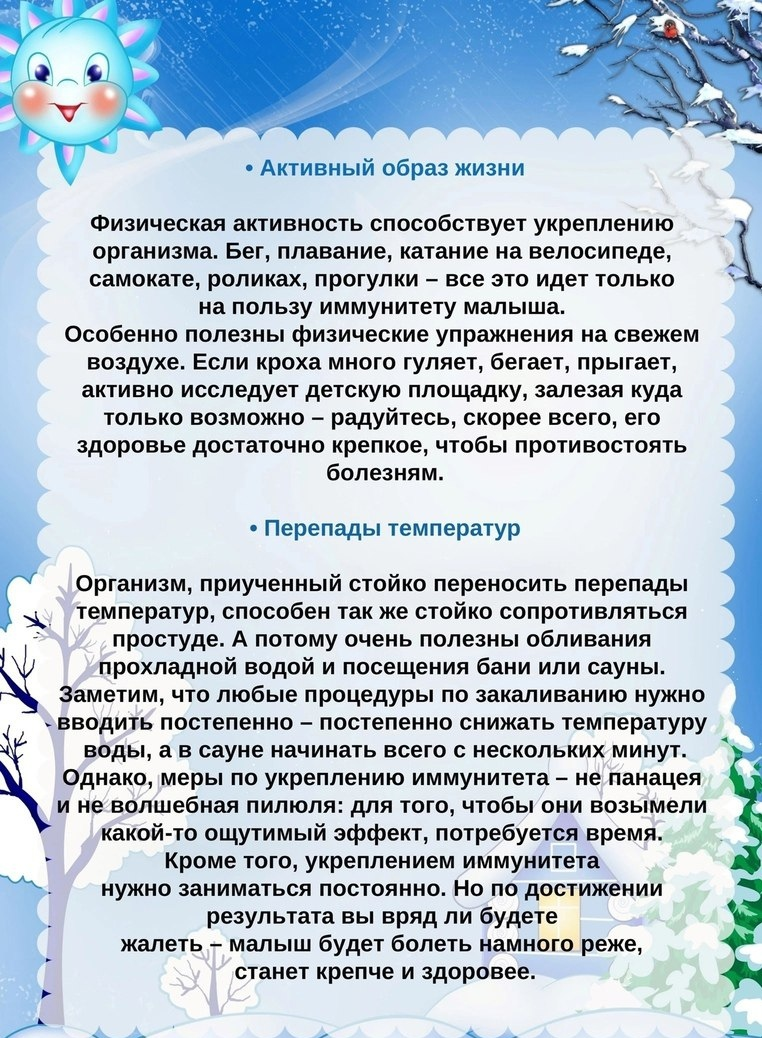 • Активный образ жизни
Физическая активность способствует укреплению
организма. Бег, плавание, катание на велосипеде,
самокате, роликах, прогулки – все это идет только
на пользу иммунитету малыша.
Особенно полезны физические упражнения на свежем
воздухе. Если кроха много гуляет, бегает, прыгает,
активно исследует детскую площадку, залезая куда
только возможно – радуйтесь, скорее всего, его
здоровье достаточно крепкое, чтобы противостоять
болезням.
• Перепады температур
Организм, приученный стойко переносить перепады
температур, способен так же стойко сопротивляться
простуде. А потому очень полезны обливания
прохладной водой и посещения бани или сауны.
Заметим, что любые процедуры по закаливанию нужно
вводить постепенно – постепенно снижать температуру
воды, а в сауне начинать всего с нескольких минут.
Однако, меры по укреплению иммунитета – не панацея
и не волшебная пилюля: для того, чтобы они возымели
какой-то ощутимый эффект, потребуется время.
Кроме того, укреплением иммунитета
нужно заниматься постоянно. Но по достижении
результата вы вряд ли будете
жалеть – малыш будет болеть намного реже,
станет крепче и здоровее.